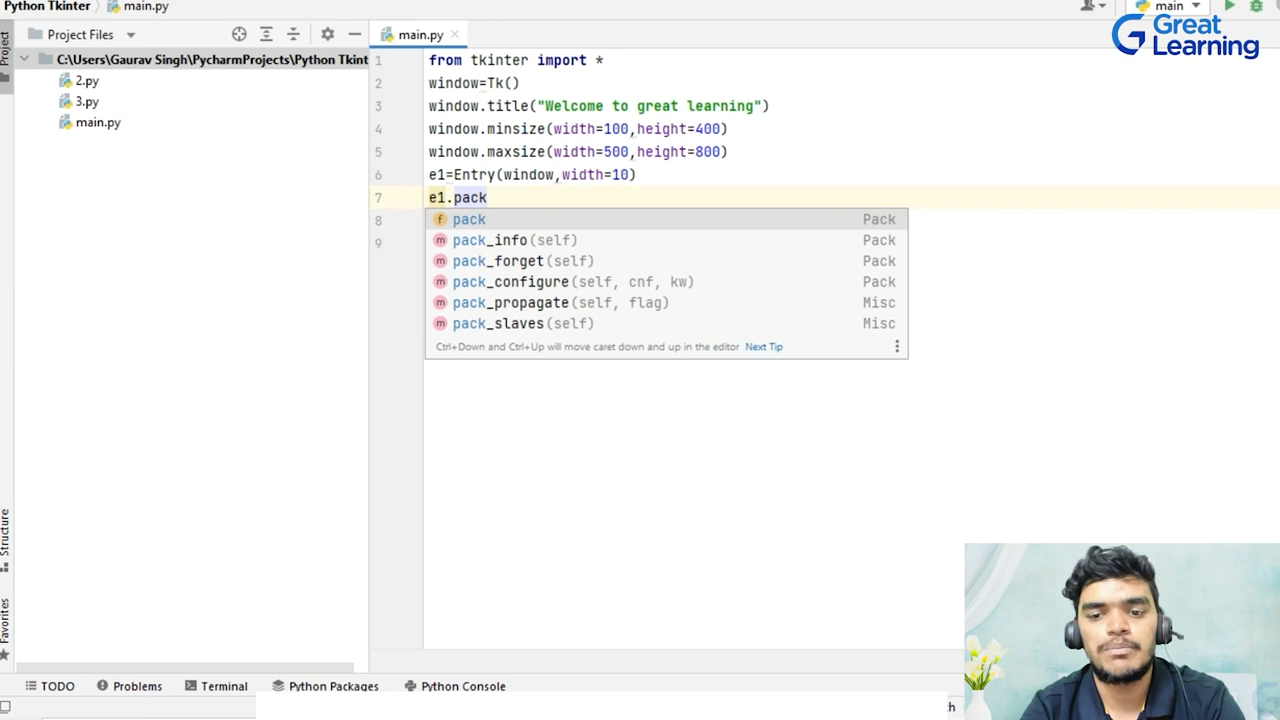 Python Tkinter
main.py
main
Great
Learning
Project
Project Files
main.py
C:\Users\Gaurav Singh\PycharmProjects\Python Tkint
2.py
3.py
main.py
1 from tkinter import *
2 window=Tk()
3 window.title("Welcome to great learning")
4 window.minsize(width=100,height=400)
5 window.maxsize(width=500,height=800)
6 e1=Entry(window,width=10)
7 e1.pack
8
9
pack Pack
pack_info(self) Pack
pack_forget(self) Pack
pack_configure(self, cnf, kw) Pack
pack_propagate(self, flag) Misc
pack_slaves(self) Misc
Ctrl+Down and Ctrl+Up will move caret down and up in the editor Next Tip
Structure
Favorites
TODO Problems Terminal Python Packages Python Console